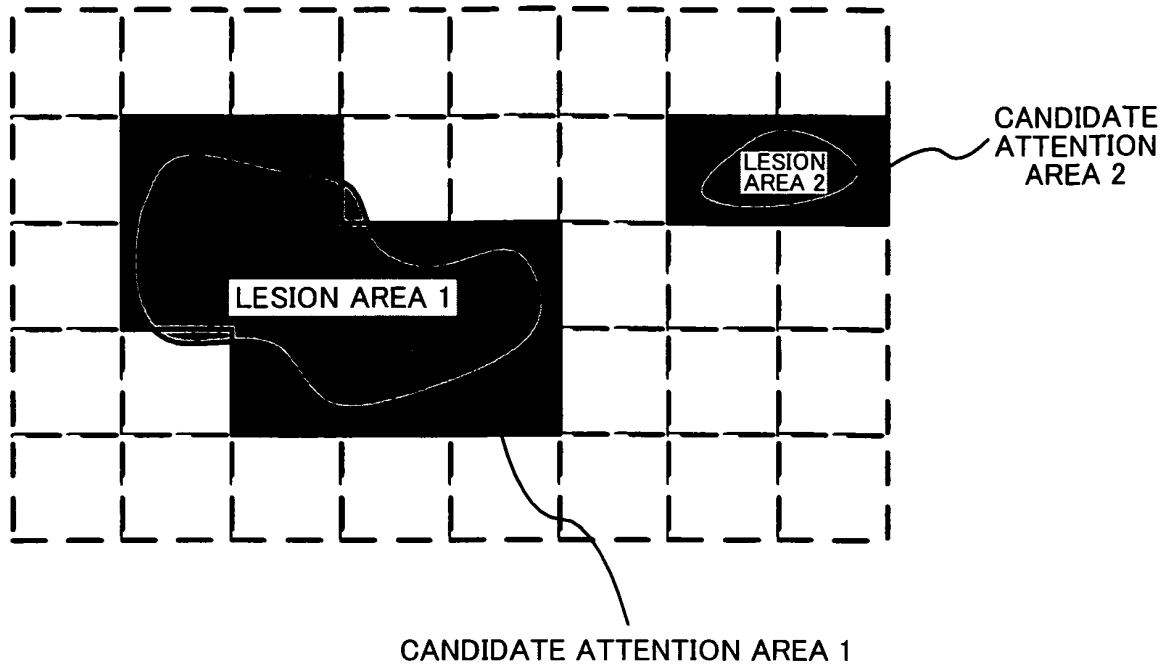 CANDIDATE
ATTENTION
AREA 2
LESION
AREA 2
LESION AREA 1
CANDIDATE ATTENTION AREA 1